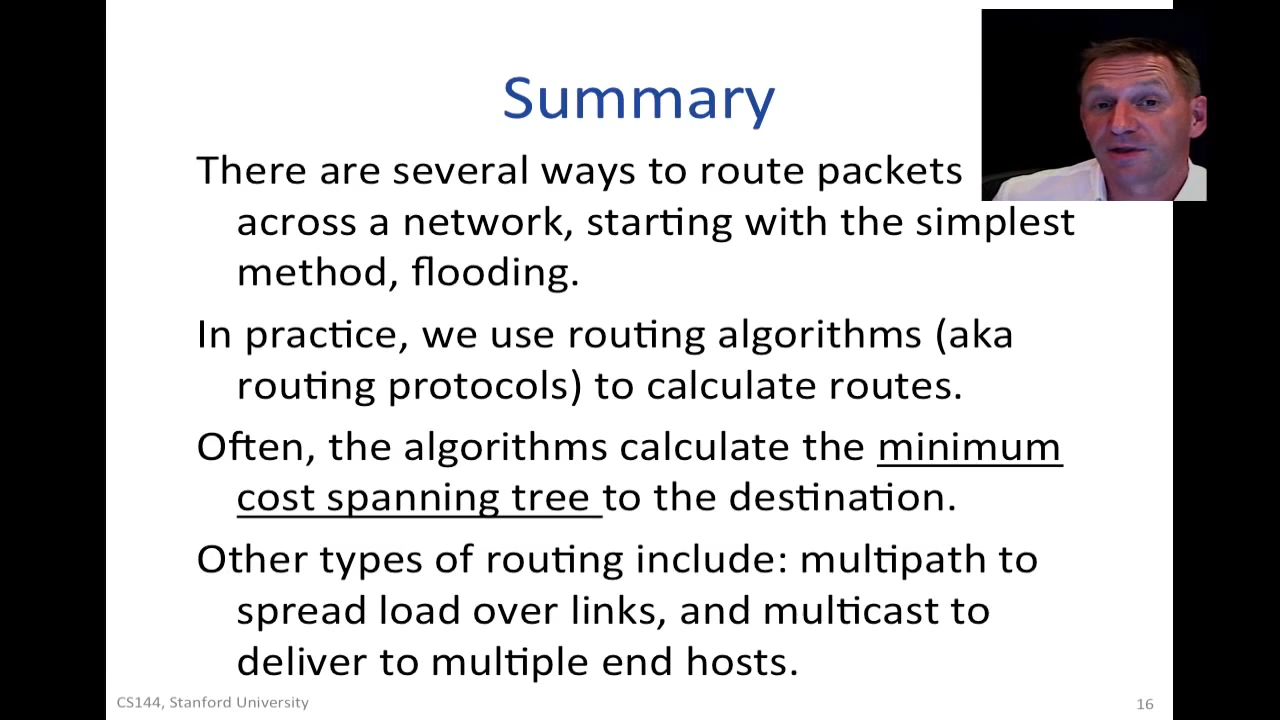 Summary
There are several ways to route packets
across a network, starting with the simplest
method, flooding.
In practice, we use routing algorithms (aka
routing protocols) to calculate routes.
Often, the algorithms calculate the minimum
cost spanning tree to the destination.
Other types of routing include: multipath to
spread load over links, and multicast to
deliver to multiple end hosts.
CS144, Stanford University
16